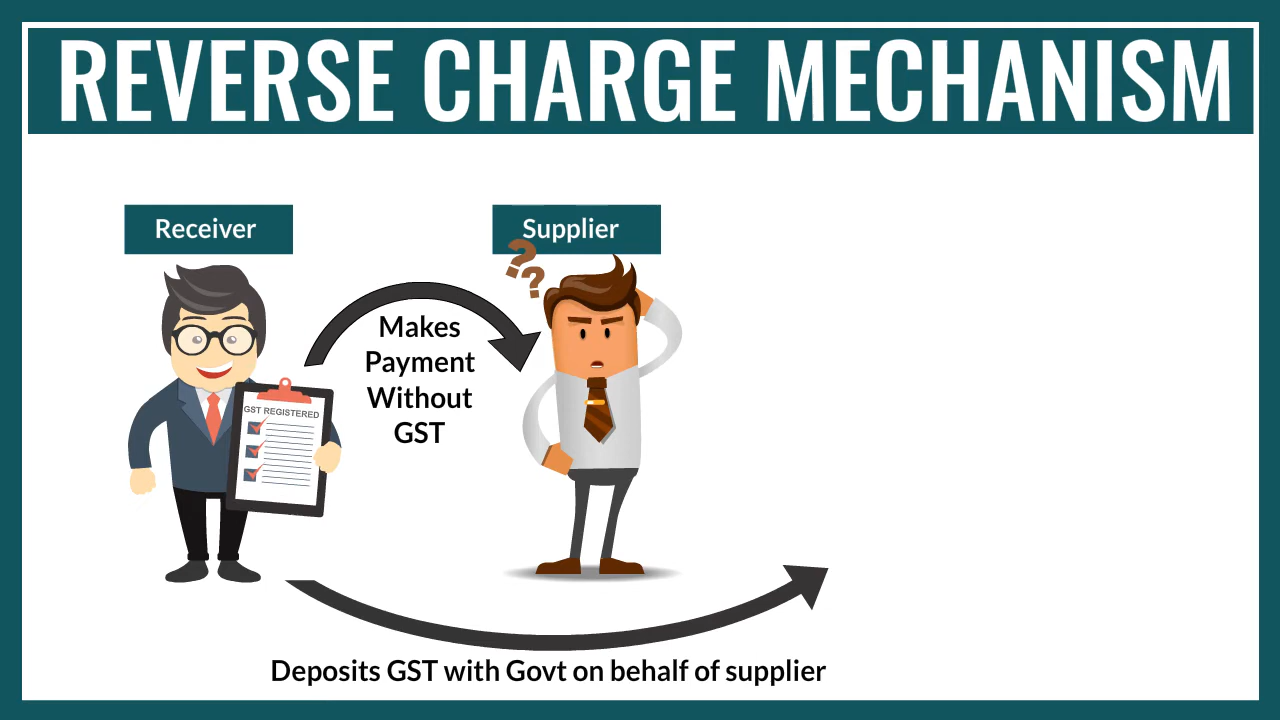 REVERSE CHARGE MECHANISM
Receiver
Supplier
??
Makes
Payment
Without
GST
GST REGISTERED
Deposits GST with Govt on behalf of supplier